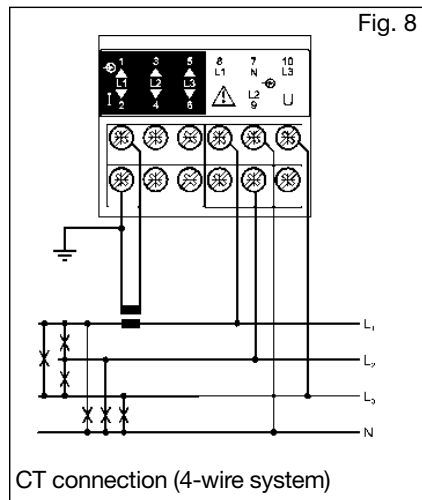 Fig. 8
1 3 5 8 7 10
L1 N L3
L1 L2 L3
I 2 4 6 L2 9 U
L1
L2
L3
N
CT connection (4-wire system)